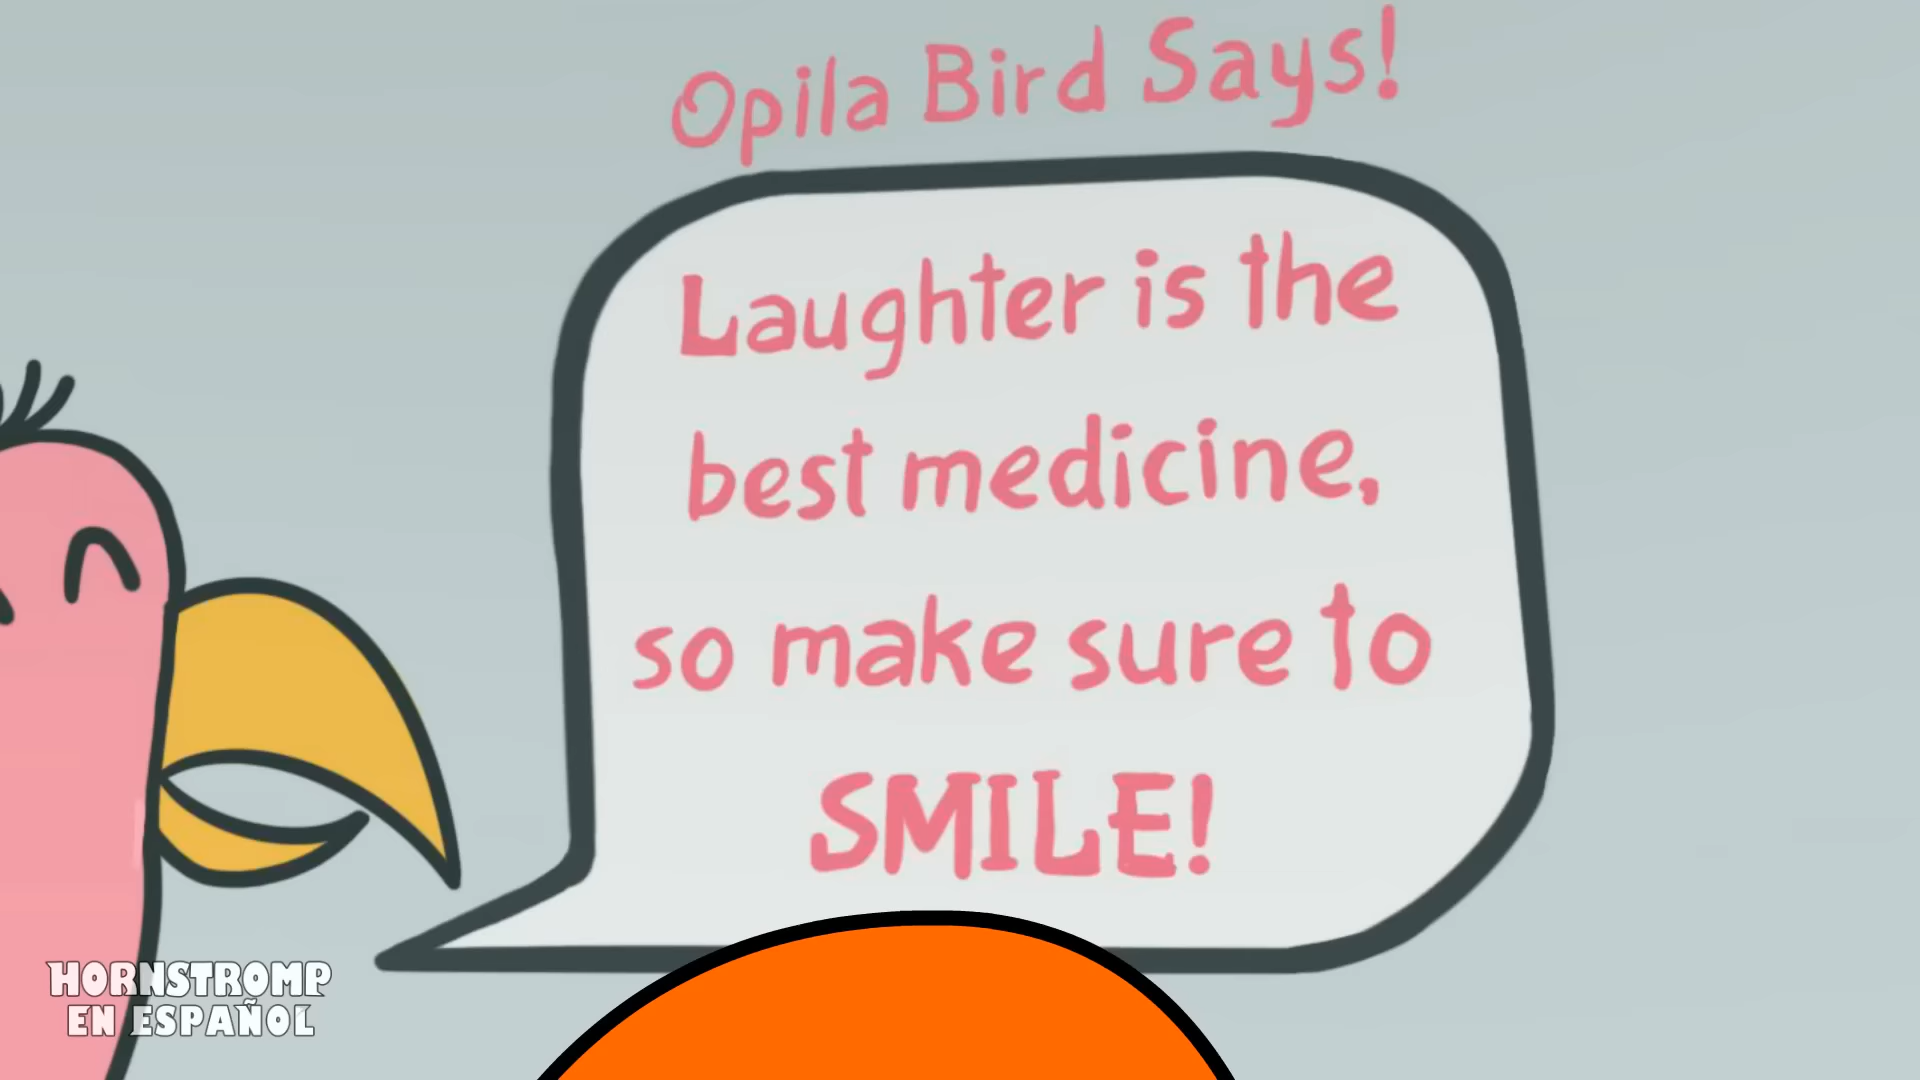 Opila Bird Says!
Laughter is the
best medicine,
so make sure to
SMILE!
HORNSTROMP
EN ESPAÑOL